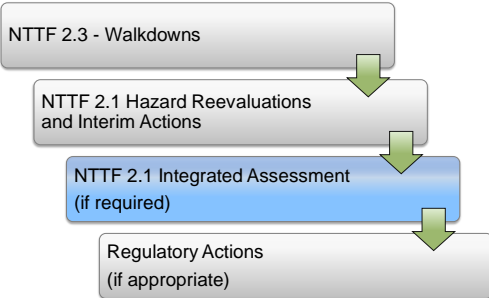 NTTF 2.3 - Walkdowns
NTTF 2.1 Hazard Reevaluations
and Interim Actions
NTTF 2.1 Integrated Assessment
(if required)
Regulatory Actions
(if appropriate)